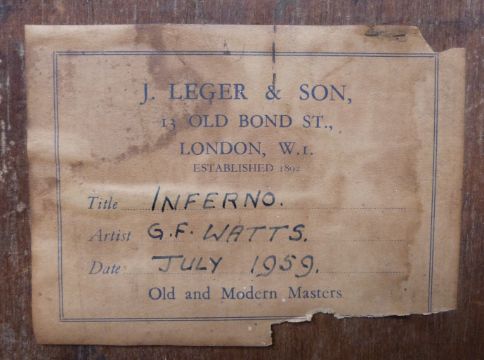 J. LEGER & SON,
13 OLD BOND ST.,
LONDON, W.1.
ESTABLISHED 1892
Title INFERNO.
Artist G.F. WATTS.
Date JULY 1959.
Old and Modern Masters